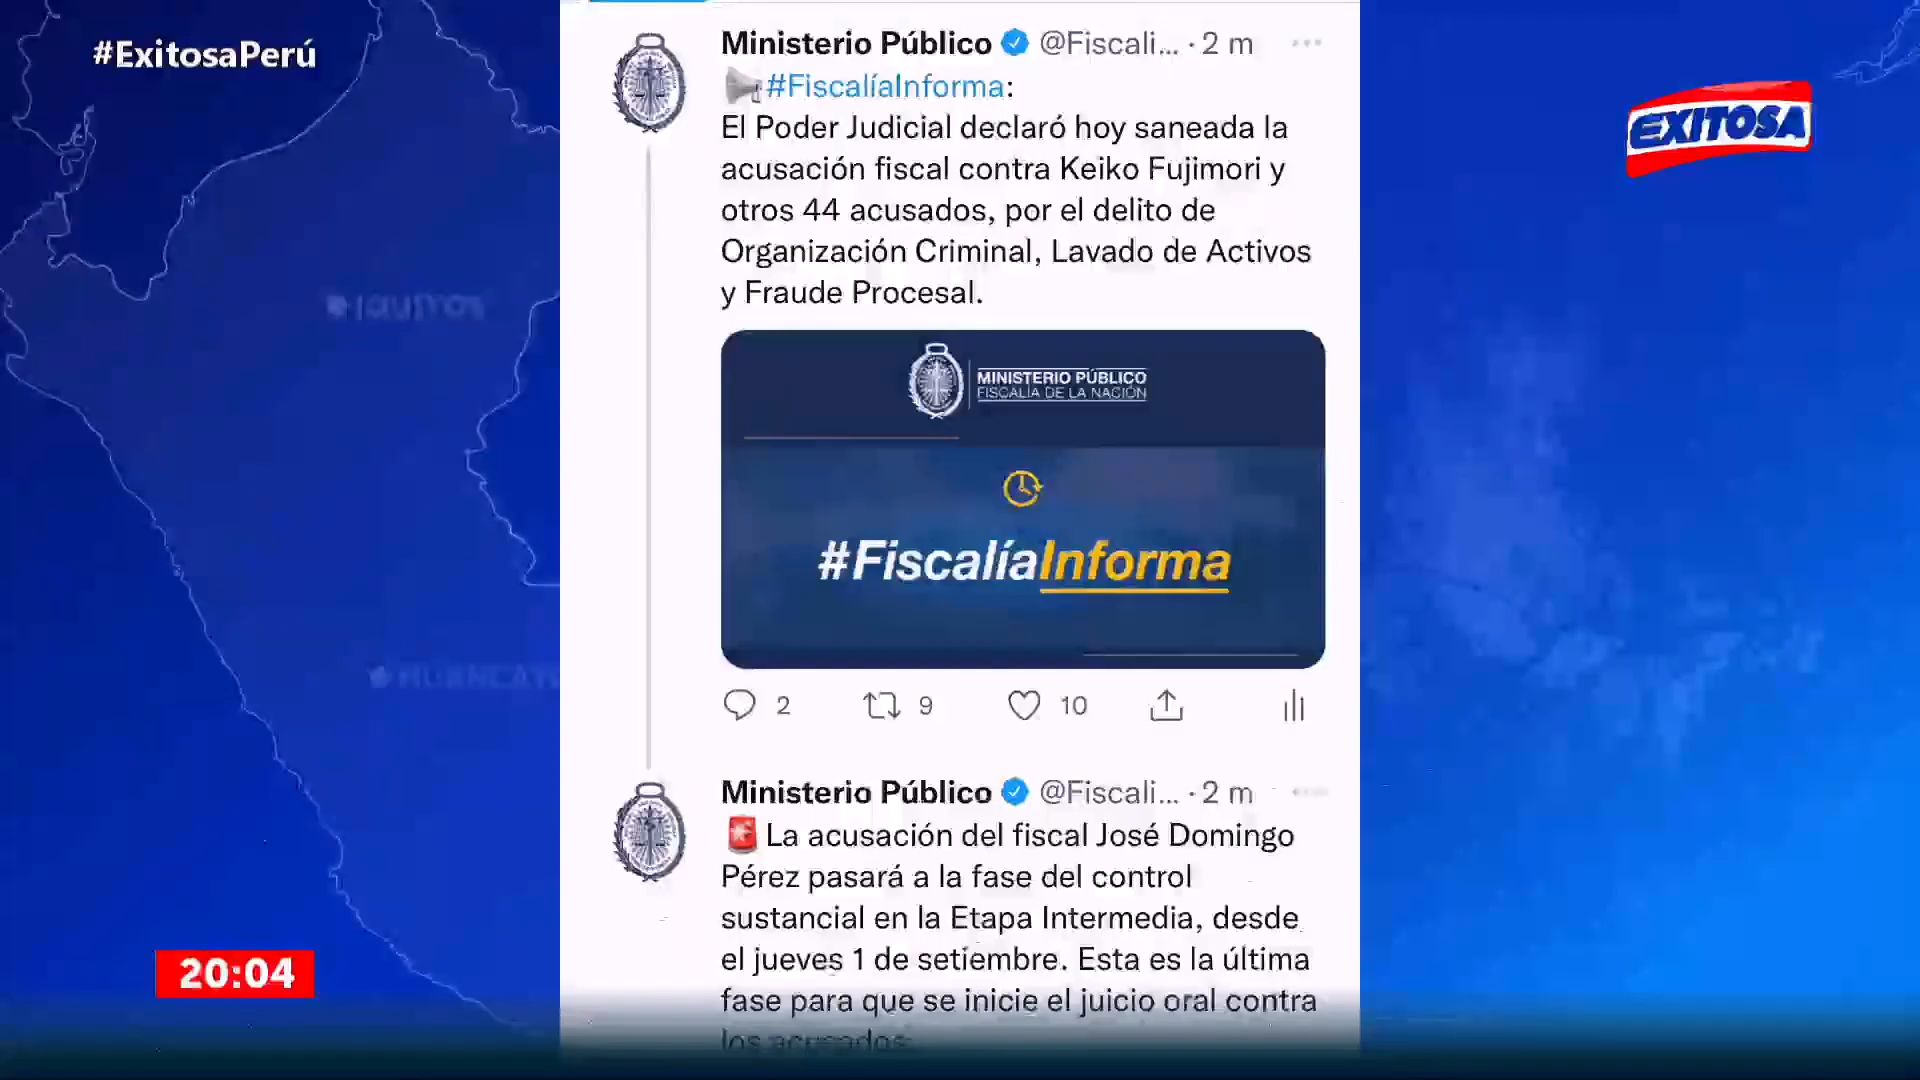 #ExitosaPerú
EXITOSA
Ministerio Público @Fiscali... · 2 m
#FiscalíaInforma:
El Poder Judicial declaró hoy saneada la
acusación fiscal contra Keiko Fujimori y
otros 44 acusados, por el delito de
Organización Criminal, Lavado de Activos
y Fraude Procesal.
MINISTERIO PÚBLICO
FISCALÍA DE LA NACIÓN
#FiscalíaInforma
2 9 10
Ministerio Público @Fiscali... · 2 m
La acusación del fiscal José Domingo
Pérez pasará a la fase del control
sustancial en la Etapa Intermedia, desde
el jueves 1 de setiembre. Esta es la última
fase para que se inicie el juicio oral contra
los acusados.
IQUITOS
HUANCAYO
20:04